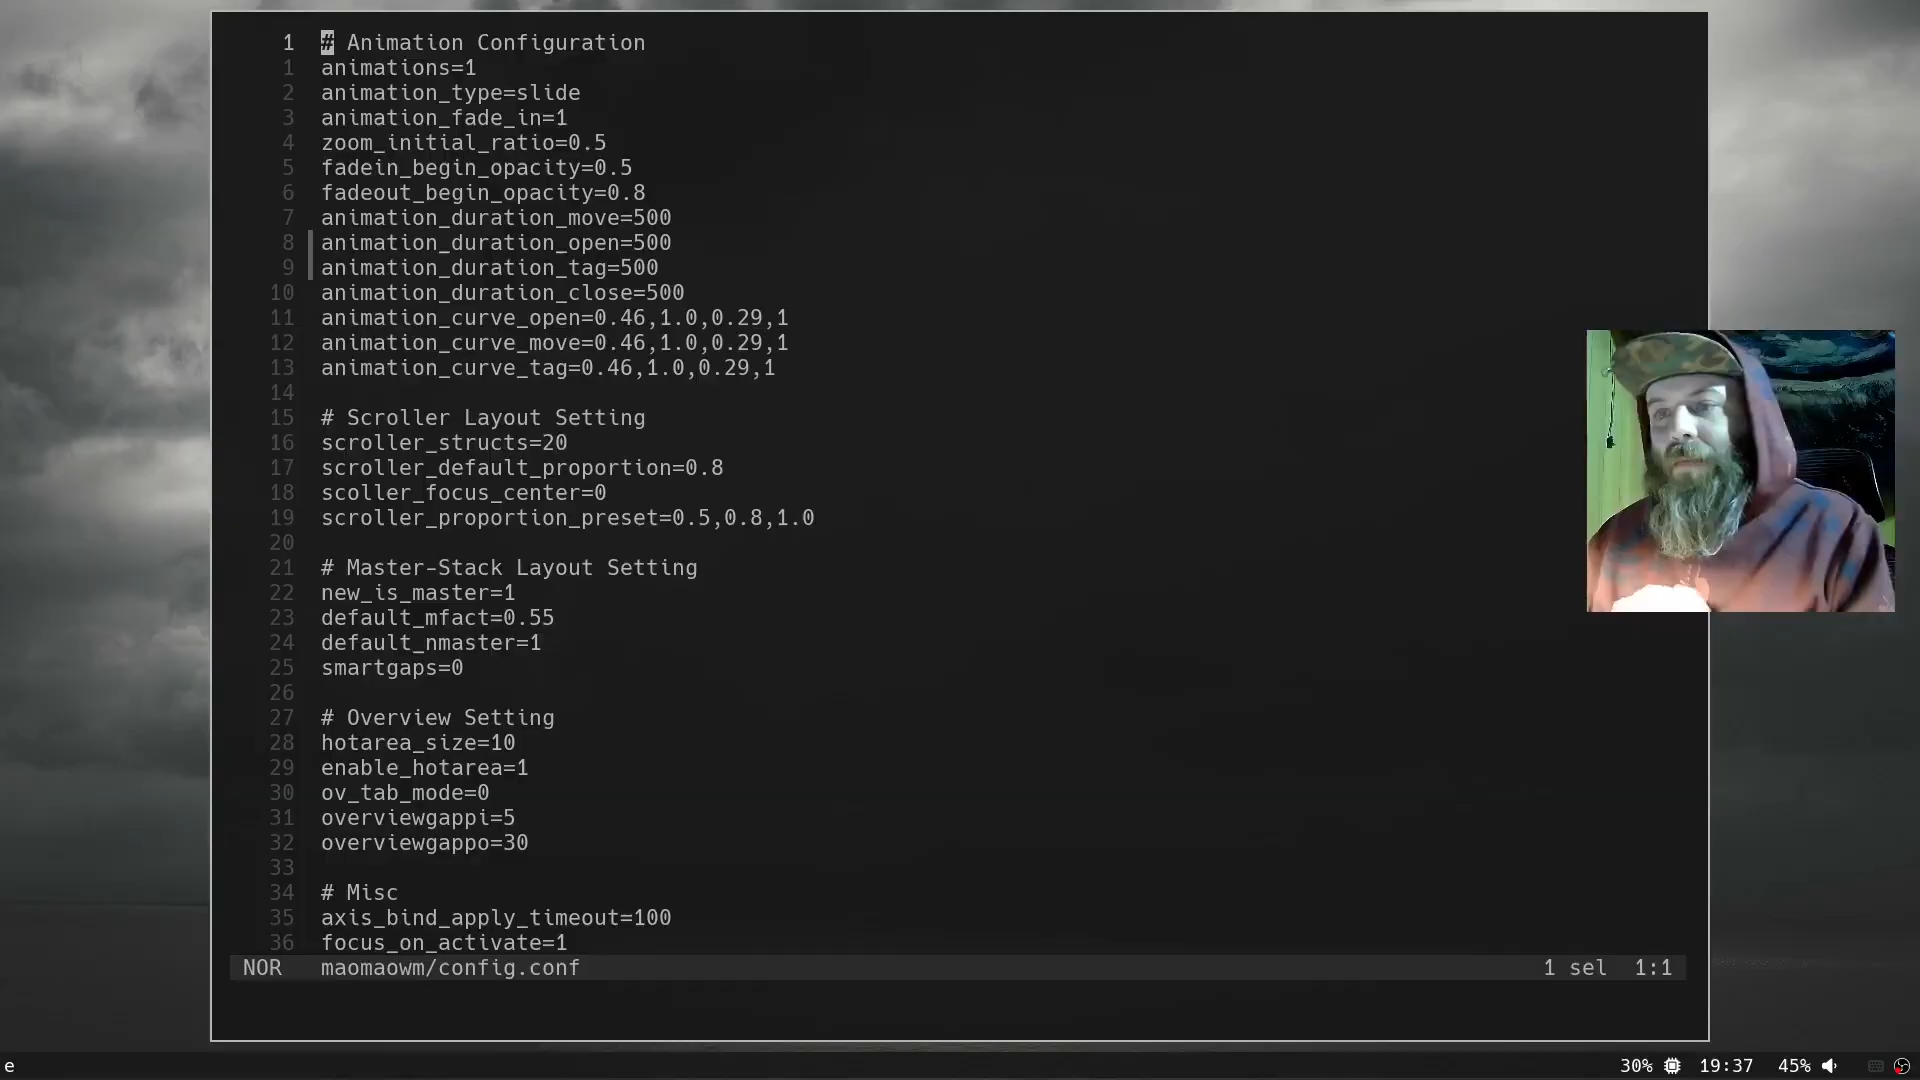 1 # Animation Configuration
1 animations=1
2 animation_type=slide
3 animation_fade_in=1
4 zoom_initial_ratio=0.5
5 fadein_begin_opacity=0.5
6 fadeout_begin_opacity=0.8
7 animation_duration_move=500
8 animation_duration_open=500
9 animation_duration_tag=500
10 animation_duration_close=500
11 animation_curve_open=0.46,1.0,0.29,1
12 animation_curve_move=0.46,1.0,0.29,1
13 animation_curve_tag=0.46,1.0,0.29,1
14
15 # Scroller Layout Setting
16 scroller_structs=20
17 scroller_default_proportion=0.8
18 scoller_focus_center=0
19 scroller_proportion_preset=0.5,0.8,1.0
20
21 # Master-Stack Layout Setting
22 new_is_master=1
23 default_mfact=0.55
24 default_nmaster=1
25 smartgaps=0
26
27 # Overview Setting
28 hotarea_size=10
29 enable_hotarea=1
30 ov_tab_mode=0
31 overviewgappi=5
32 overviewgappo=30
33
34 # Misc
35 axis_bind_apply_timeout=100
36 focus_on_activate=1
NOR maomaowm/config.conf 1 sel 1:1
e 30% 19:37 45%